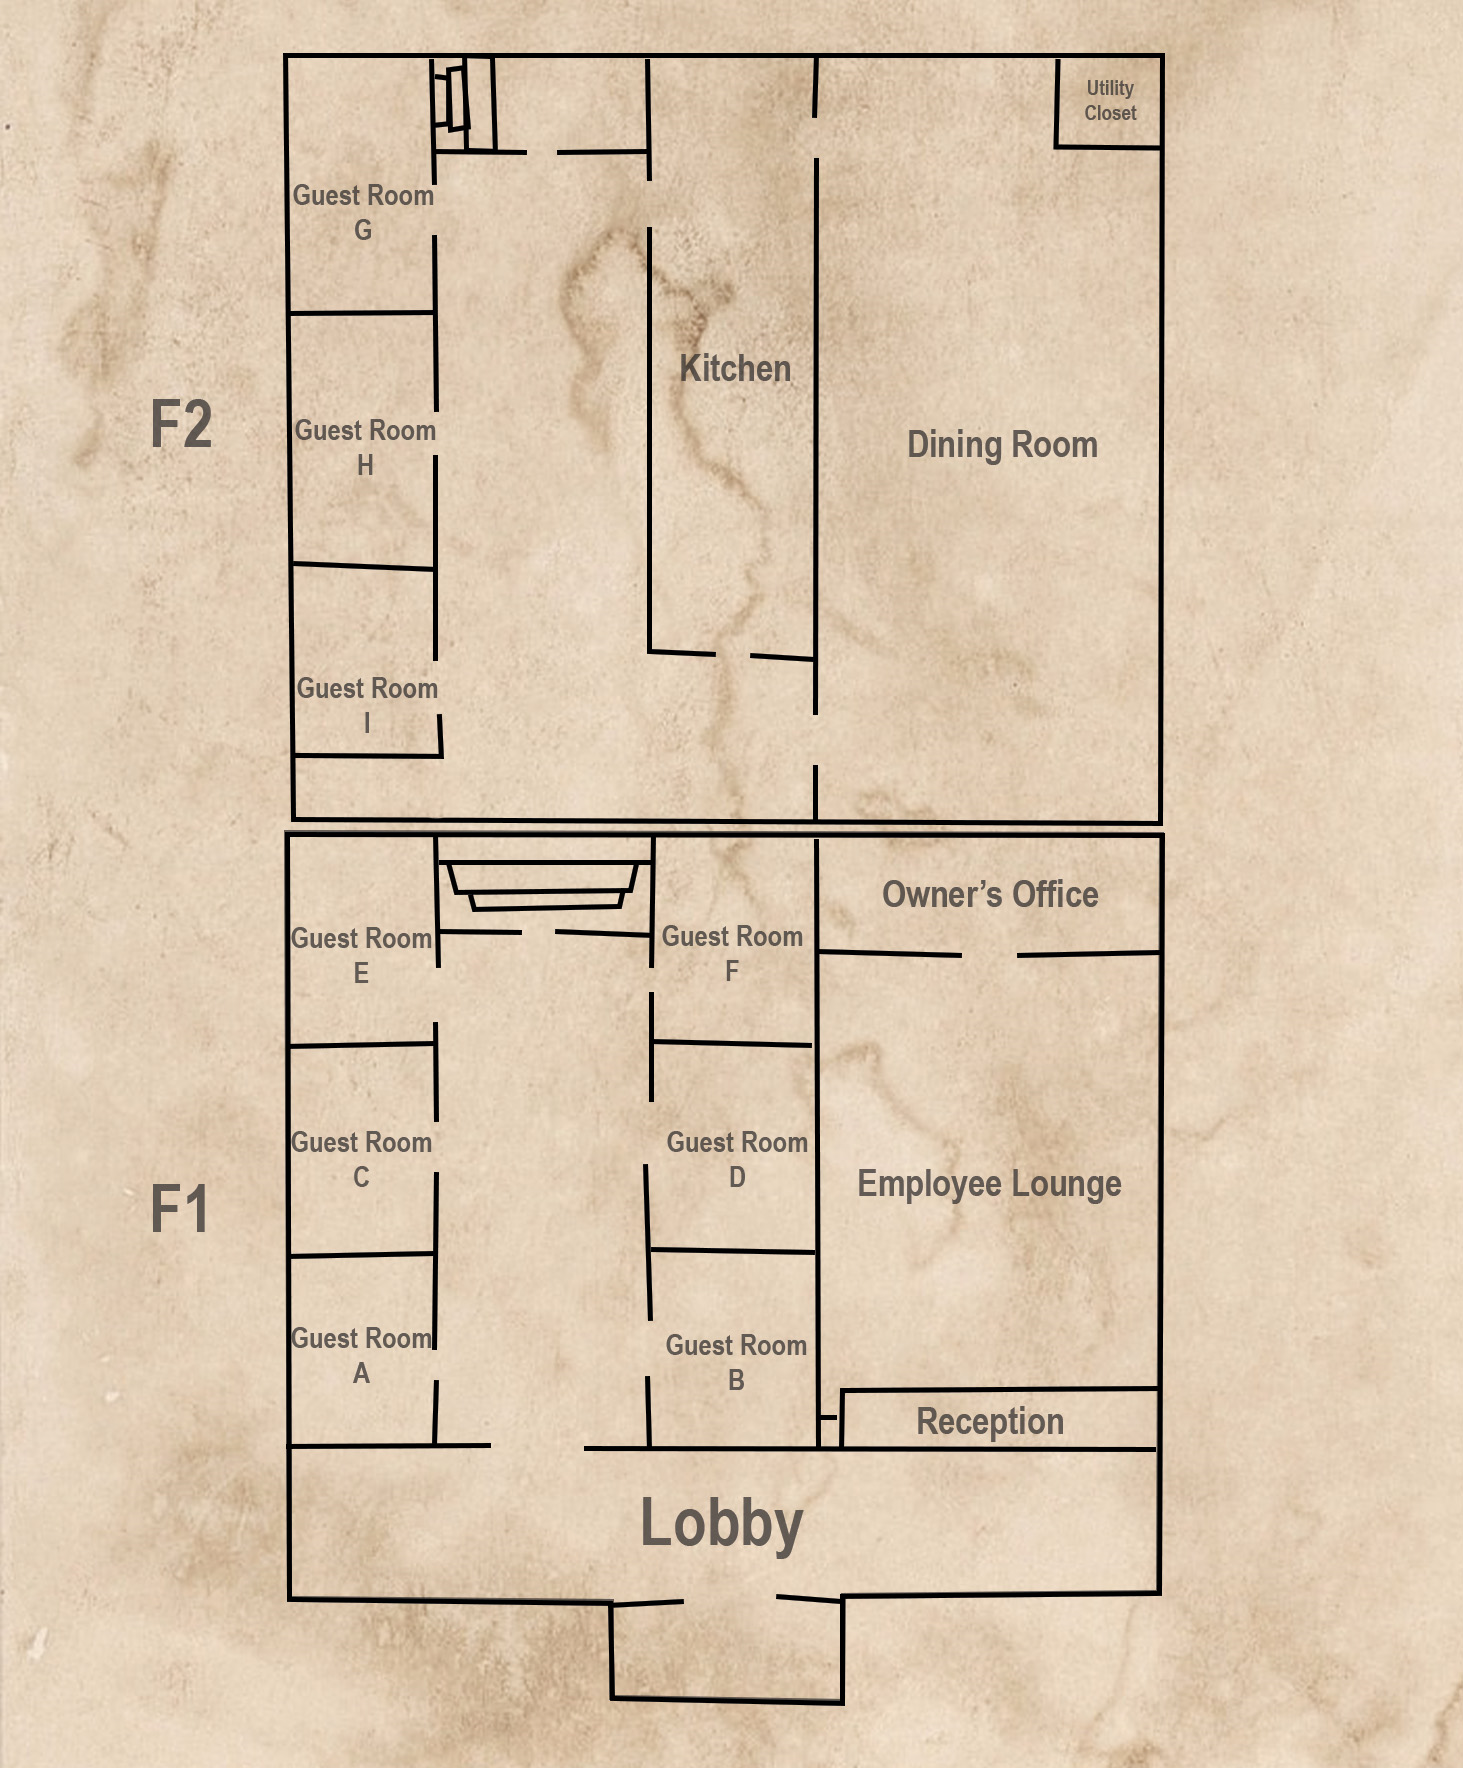 Utility
Closet
Guest Room
G
Kitchen
F2
Guest Room
H
Dining Room
Guest Room
I
Owner's Office
Guest Room
E
Guest Room
F
Guest Room
C
Guest Room
D
Employee Lounge
F1
Guest Room
A
Guest Room
B
Reception
Lobby